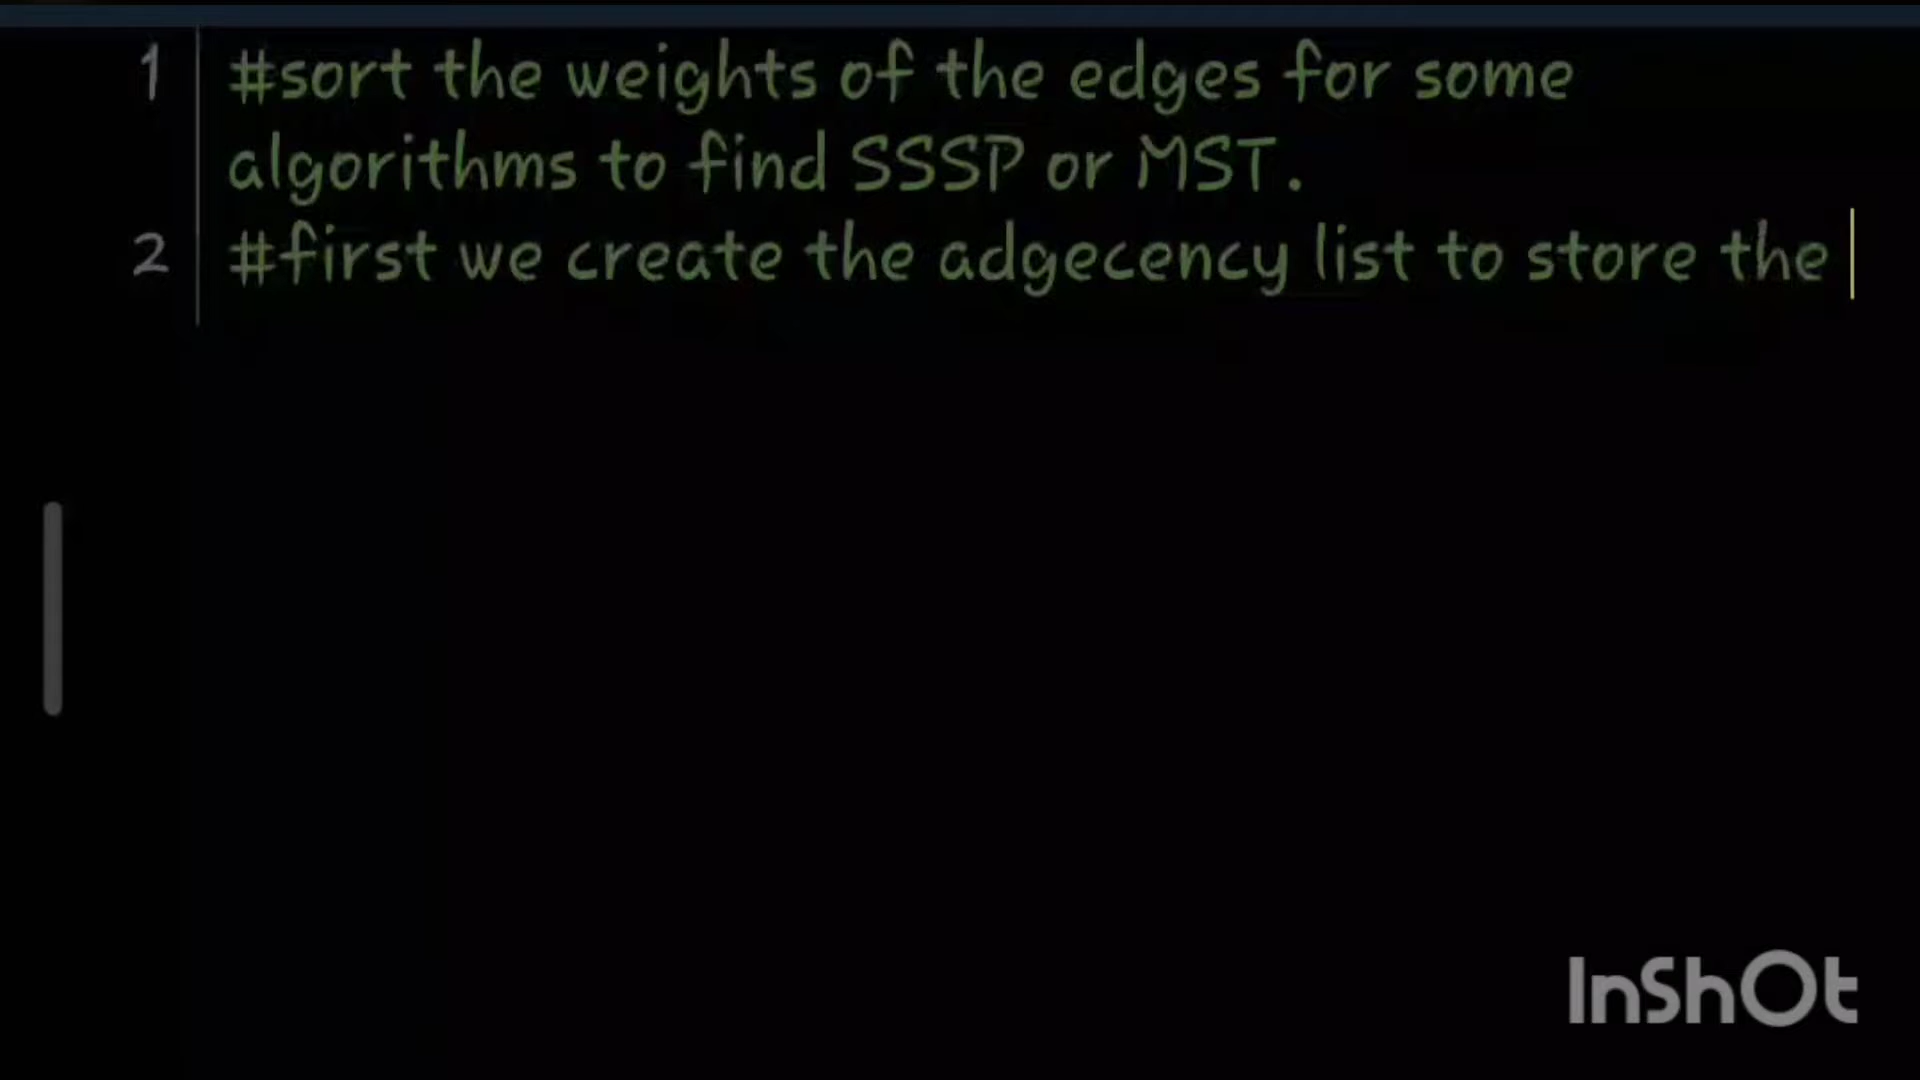 1 #sort the weights of the edges for some
algorithms to find SSSP or MST.
2 #first we create the adgecency list to store the
InShOt